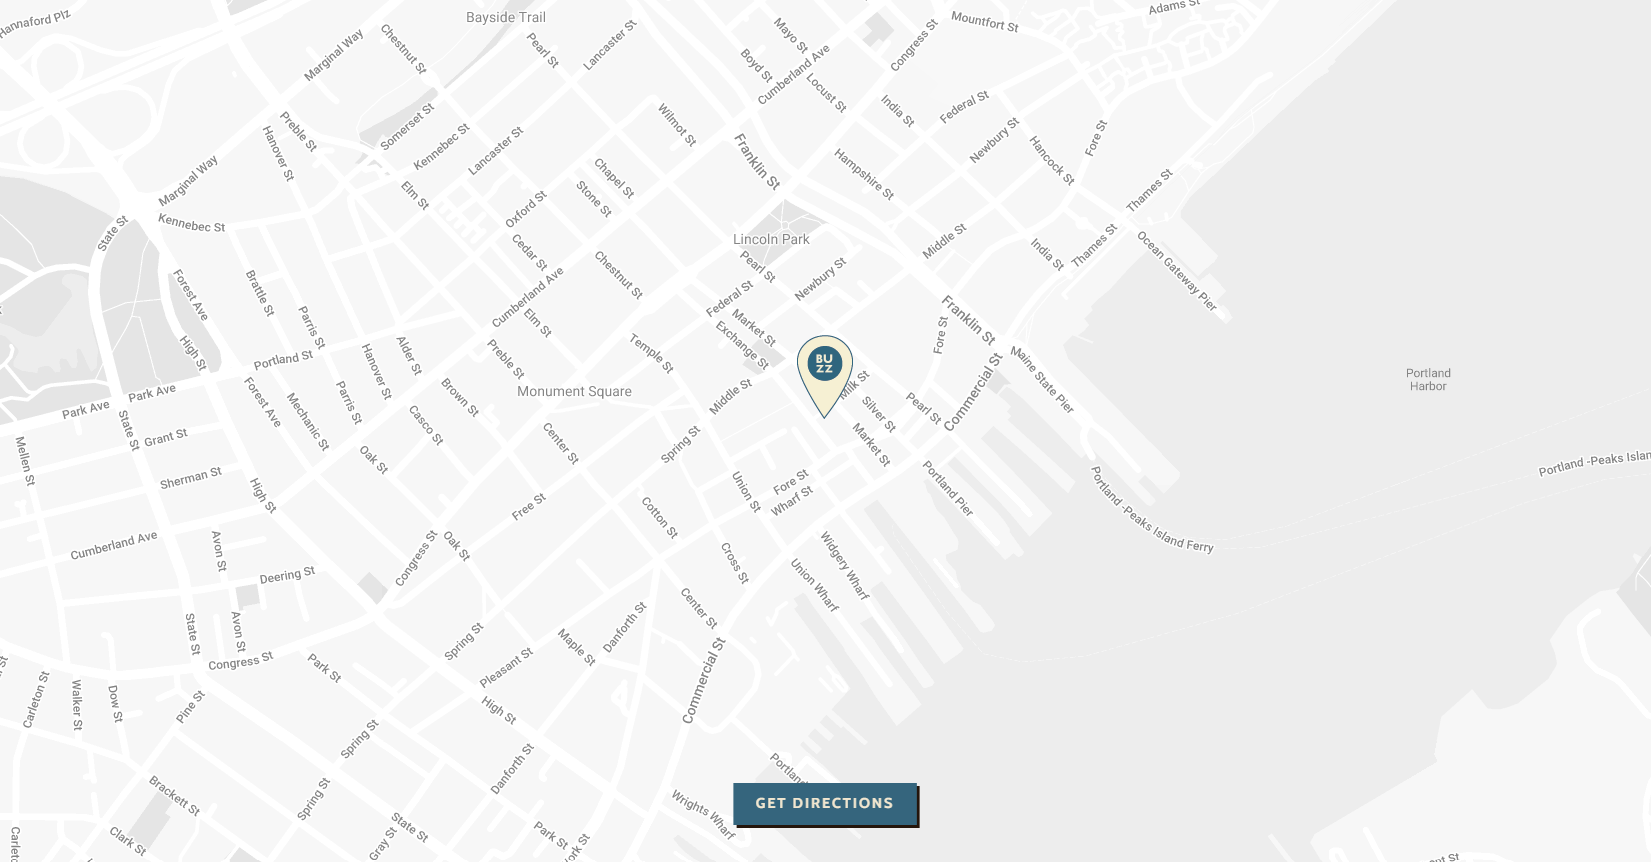 Hannaford Plz
Bayside Trail
Mountfort St
Adams St
Chestnut St
Marginal Way
Pearl St
Lancaster St
Mayo St
Congress St
Boyd St
Cumberland Ave
Locust St
India St
Federal St
Preble St
Hanover St
Somerset St
Kennebec St
Lancaster St
Wilmot St
Franklin St
Newbury St
Hancock St
Fore St
Hampshire St
Marginal Way
Elm St
Chapel St
Stone St
Oxford St
Thames St
State St
Kennebec St
Lincoln Park
Middle St
India St
Thames St
Ocean Gateway Pier
Cedar St
Chestnut St
Pearl St
Newbury St
Forest Ave
Brattle St
Cumberland Ave
Federal St
Parris St
Elm St
Market St
Exchange St
Franklin St
Fore St
BU
ZZ
High St
Portland St
Hanover St
Alder St
Preble St
Temple St
Maine State Pier
Portland
Harbor
Monument Square
Middle St
Milk St
Silver St
Pearl St
Commercial St
Park Ave
Park Ave
Forest Ave
Mechanic St
Parris St
Casco St
Brown St
State St
Grant St
Mellen St
Sherman St
Oak St
Center St
Spring St
Market St
Fore St
Wharf St
Union St
Portland Pier
Portland -Peaks Island Ferry
High St
Free St
Cotton St
Cumberland Ave
Avon St
Congress St
Oak St
Cross St
Widgery Wharf
Union Wharf
Deering St
Avon St
State St
Congress St
Center St
Danforth St
Maple St
Spring St
Pleasant St
Park St
Commercial St
Carleton St
Walker St
Dow St
Pine St
High St
Spring St
Danforth St
Brackett St
Spring St
GET DIRECTIONS
Wrights Wharf
Clark St
State St
Gray St
Park St